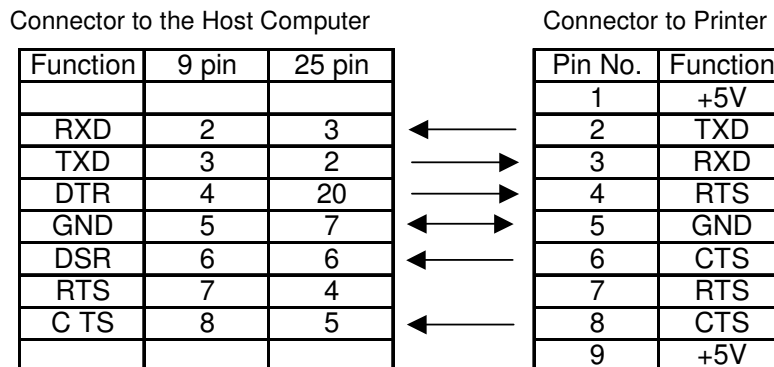 Connector to the Host Computer Connector to Printer
Function 9 pin 25 pin Pin No. Function
1 +5V
RXD 2 3 2 TXD
TXD 3 2 3 RXD
DTR 4 20 4 RTS
GND 5 7 5 GND
DSR 6 6 6 CTS
RTS 7 4 7 RTS
C TS 8 5 8 CTS
9 +5V